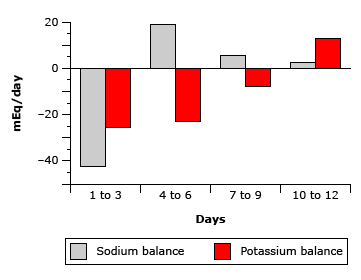 20
0
−20
−40
mEq/day
1 to 3 4 to 6 7 to 9 10 to 12
Days
Sodium balance Potassium balance